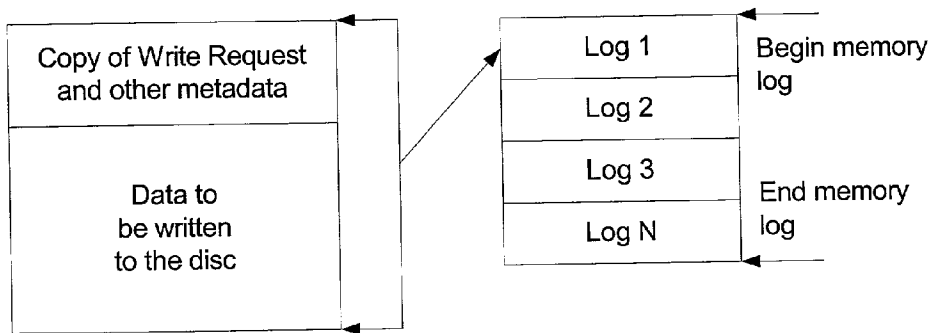 Copy of Write Request
and other metadata
Data to
be written
to the disc
Log 1
Log 2
Log 3
Log N
Begin memory
log
End memory
log